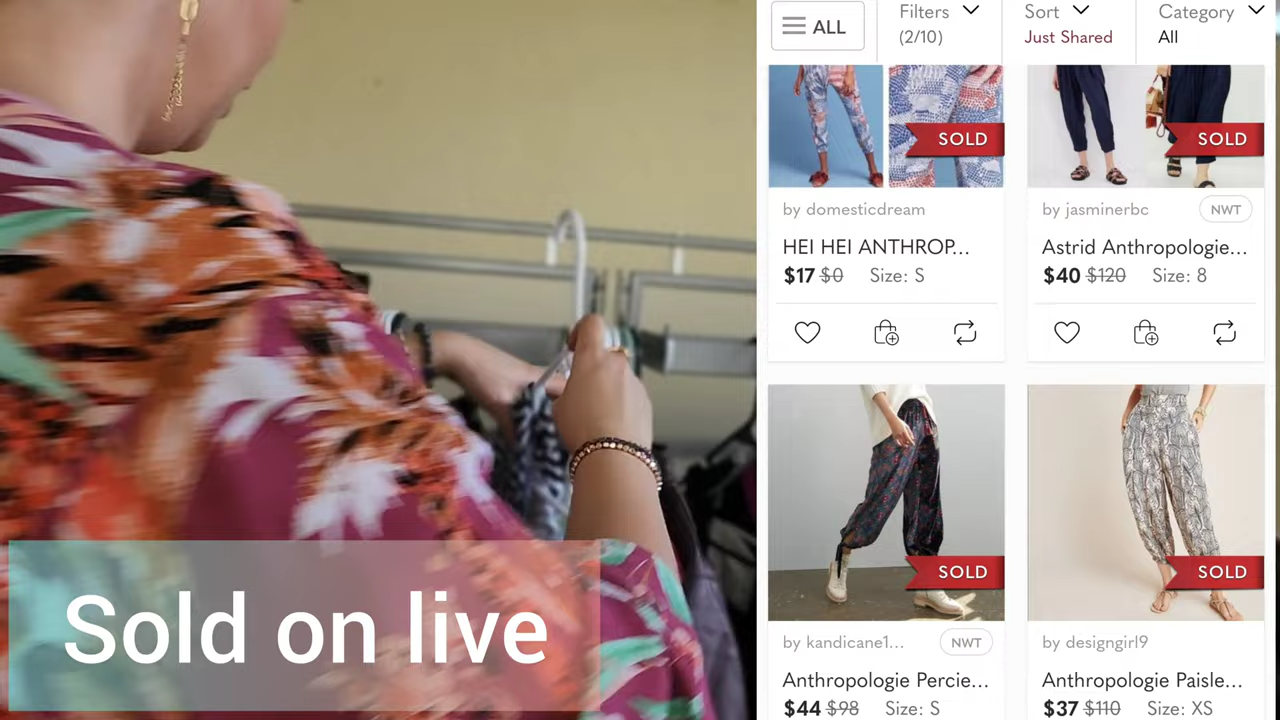 ALL
Filters
(2/10)
Sort
Just Shared
Category
All
SOLD
SOLD
by domesticdream
HEI HEI ANTHROP...
$17 $0 Size: S
by jasminerbc
NWT
Astrid Anthropologie...
$40 $120 Size: 8
SOLD
SOLD
by kandicane1...
NWT
Anthropologie Percie...
$44 $98 Size: S
by designgirl9
Anthropologie Paisle...
$37 $110 Size: XS
Sold on live